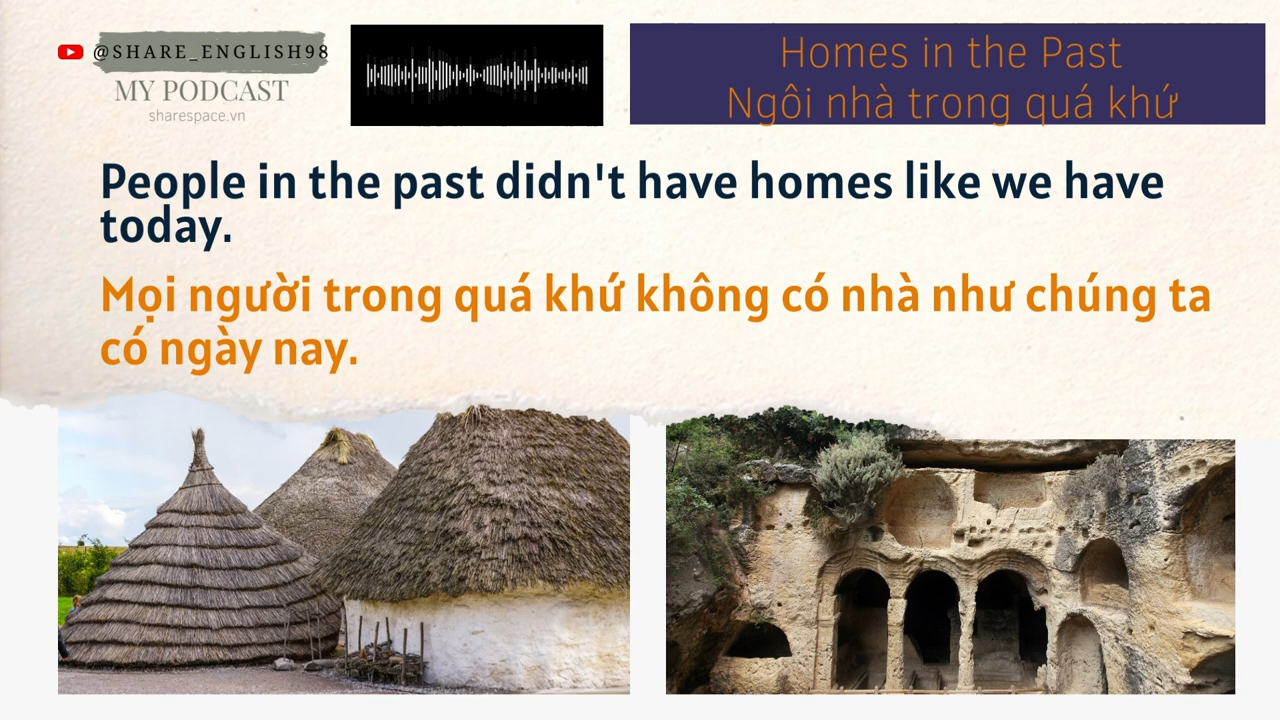 @SHARE_ENGLISH98
MY PODCAST
sharespace.vn
Homes in the Past
Ngôi nhà trong quá khứ
People in the past didn't have homes like we have
today.
Mọi người trong quá khứ không có nhà như chúng ta
có ngày nay.